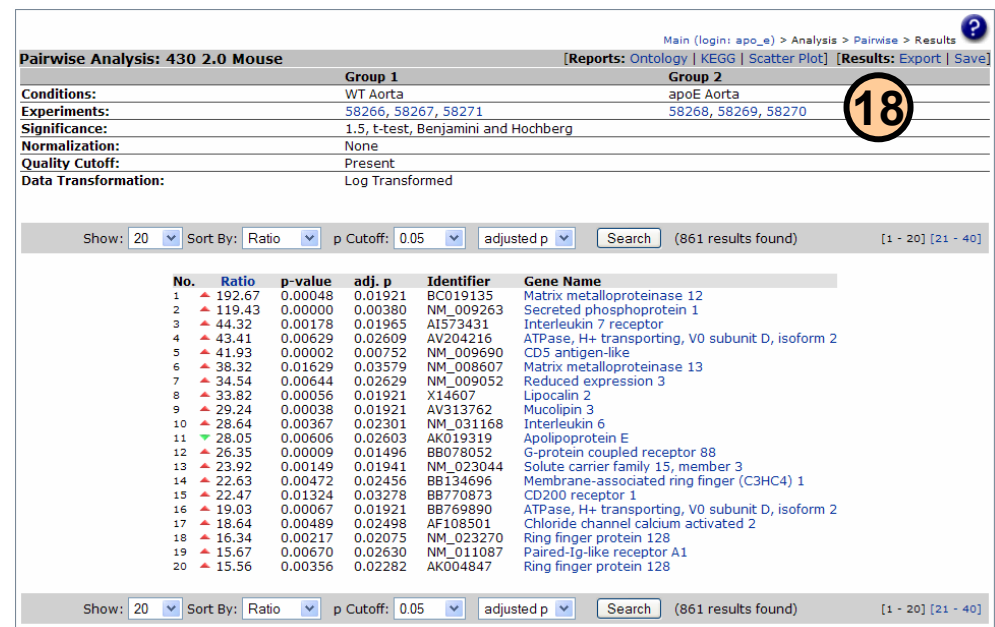 ?
Main (login: apo_e) > Analysis > Pairwise > Results
Pairwise Analysis: 430 2.0 Mouse [Reports: Ontology | KEGG | Scatter Plot] [Results: Export | Save]
Group 1 Group 2
Conditions: WT Aorta apoE Aorta
Experiments: 58266, 58267, 58271 58268, 58269, 58270
18
Significance: 1.5, t-test, Benjamini and Hochberg
Normalization: None
Quality Cutoff: Present
Data Transformation: Log Transformed
Show: 20 Sort By: Ratio p Cutoff: 0.05 adjusted p Search (861 results found) [1 - 20] [21 - 40]
No. Ratio p-value adj. p Identifier Gene Name
1 192.67 0.00048 0.01921 BC019135 Matrix metalloproteinase 12
2 119.43 0.00000 0.00380 NM_009263 Secreted phosphoprotein 1
3 44.32 0.00178 0.01965 AI573431 Interleukin 7 receptor
4 43.41 0.00629 0.02609 AV204216 ATPase, H+ transporting, V0 subunit D, isoform 2
5 41.93 0.00002 0.00752 NM_009690 CD5 antigen-like
6 38.32 0.01629 0.03579 NM_008607 Matrix metalloproteinase 13
7 34.54 0.00644 0.02629 NM_009052 Reduced expression 3
8 33.82 0.00056 0.01921 X14607 Lipocalin 2
9 29.24 0.00038 0.01921 AV313762 Mucolipin 3
10 28.64 0.00367 0.02301 NM_031168 Interleukin 6
11 28.05 0.00606 0.02603 AK019319 Apolipoprotein E
12 26.35 0.00009 0.01496 BB078052 G-protein coupled receptor 88
13 23.92 0.00149 0.01941 NM_023044 Solute carrier family 15, member 3
14 22.63 0.00472 0.02456 BB134696 Membrane-associated ring finger (C3HC4) 1
15 22.47 0.01324 0.03278 BB770873 CD200 receptor 1
16 19.03 0.00067 0.01921 BB769890 ATPase, H+ transporting, V0 subunit D, isoform 2
17 18.64 0.00489 0.02498 AF108501 Chloride channel calcium activated 2
18 16.34 0.00217 0.02075 NM_023270 Ring finger protein 128
19 15.67 0.00670 0.02630 NM_011087 Paired-Ig-like receptor A1
20 15.56 0.00356 0.02282 AK004847 Ring finger protein 128
Show: 20 Sort By: Ratio p Cutoff: 0.05 adjusted p Search (861 results found) [1 - 20] [21 - 40]